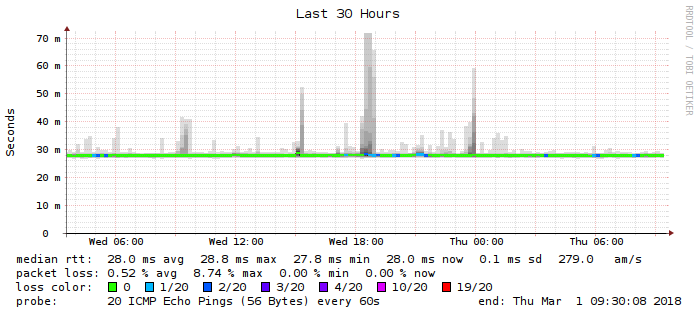 Last 30 Hours
RRDTOOL / TOBI OETIKER
Seconds
70 m
60 m
50 m
40 m
30 m
20 m
10 m
0
Wed 06:00 Wed 12:00 Wed 18:00 Thu 00:00 Thu 06:00
median rtt: 28.0 ms avg 28.8 ms max 27.8 ms min 28.0 ms now 0.1 ms sd 279.0 am/s
packet loss: 0.52 % avg 8.74 % max 0.00 % min 0.00 % now
loss color: 0 1/20 2/20 3/20 4/20 10/20 19/20
probe: 20 ICMP Echo Pings (56 Bytes) every 60s end: Thu Mar 1 09:30:08 2018